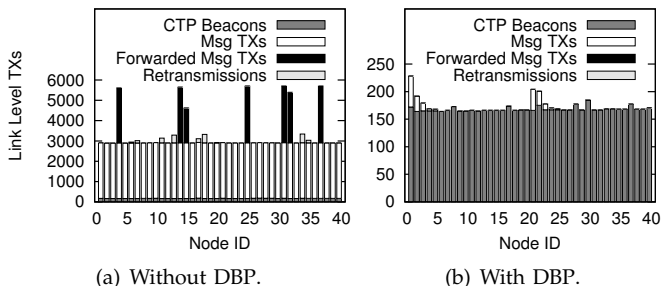 CTP Beacons
Msg TXs
Forwarded Msg TXs
Retransmissions
Link Level TXs
6000
5000
4000
3000
2000
1000
0
0 5 10 15 20 25 30 35 40
Node ID
(a) Without DBP.
CTP Beacons
Msg TXs
Forwarded Msg TXs
Retransmissions
250
200
150
100
50
0
0 5 10 15 20 25 30 35 40
Node ID
(b) With DBP.